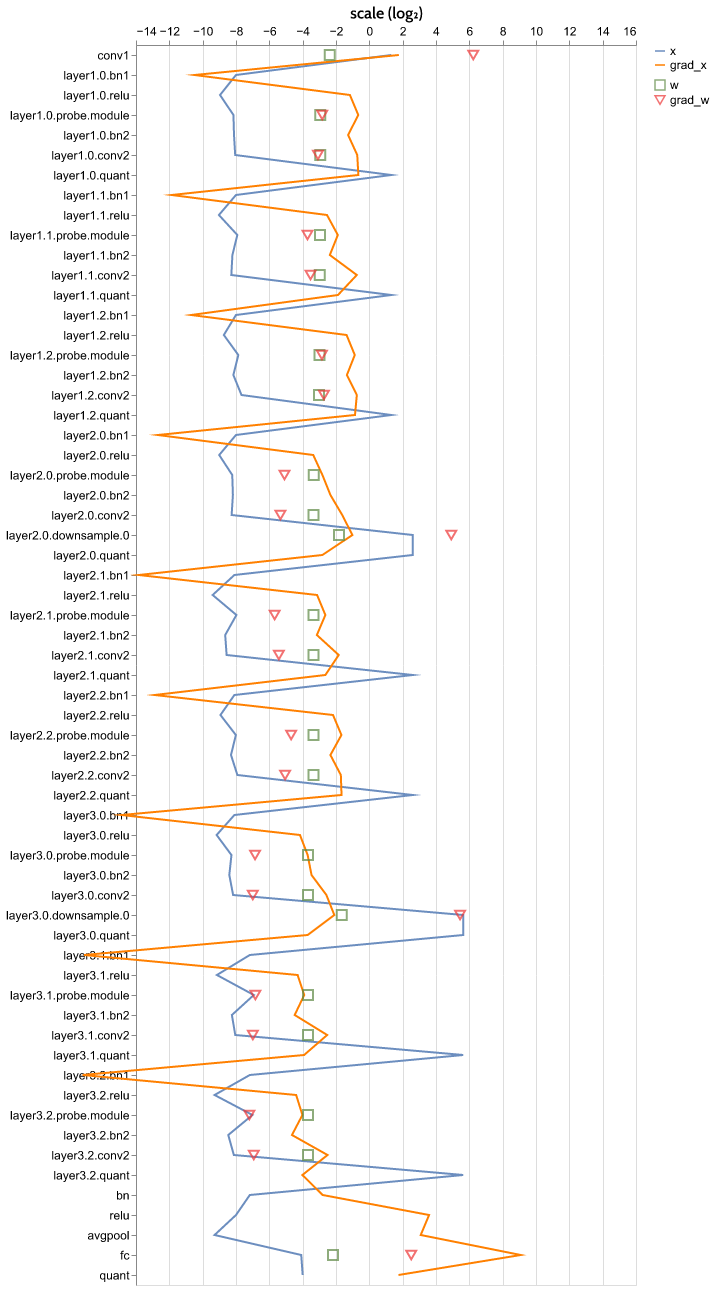 scale (log₂)
−14 −12 −10 −8 −6 −4 −2 0 2 4 6 8 10 12 14 16
x
grad_x
w
grad_w
conv1
layer1.0.bn1
layer1.0.relu
layer1.0.probe.module
layer1.0.bn2
layer1.0.conv2
layer1.0.quant
layer1.1.bn1
layer1.1.relu
layer1.1.probe.module
layer1.1.bn2
layer1.1.conv2
layer1.1.quant
layer1.2.bn1
layer1.2.relu
layer1.2.probe.module
layer1.2.bn2
layer1.2.conv2
layer1.2.quant
layer2.0.bn1
layer2.0.relu
layer2.0.probe.module
layer2.0.bn2
layer2.0.conv2
layer2.0.downsample.0
layer2.0.quant
layer2.1.bn1
layer2.1.relu
layer2.1.probe.module
layer2.1.bn2
layer2.1.conv2
layer2.1.quant
layer2.2.bn1
layer2.2.relu
layer2.2.probe.module
layer2.2.bn2
layer2.2.conv2
layer2.2.quant
layer3.0.bn1
layer3.0.relu
layer3.0.probe.module
layer3.0.bn2
layer3.0.conv2
layer3.0.downsample.0
layer3.0.quant
layer3.1.bn1
layer3.1.relu
layer3.1.probe.module
layer3.1.bn2
layer3.1.conv2
layer3.1.quant
layer3.2.bn1
layer3.2.relu
layer3.2.probe.module
layer3.2.bn2
layer3.2.conv2
layer3.2.quant
bn
relu
avgpool
fc
quant